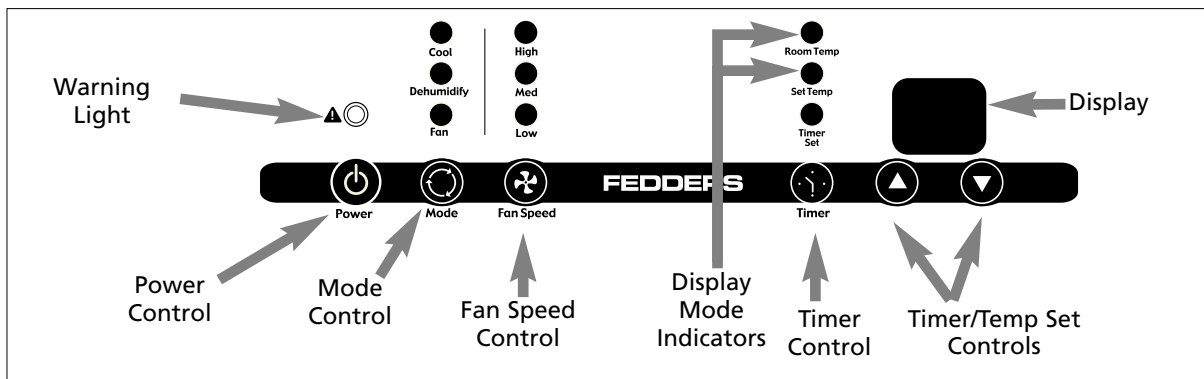 Cool
Dehumidify
Fan
High
Med
Low
Room Temp
Set Temp
Timer
Set
Warning
Light
Display
FEDDERS
Power
Mode
Fan Speed
Timer
Power
Control
Mode
Control
Fan Speed
Control
Display
Mode
Indicators
Timer
Control
Timer/Temp Set
Controls